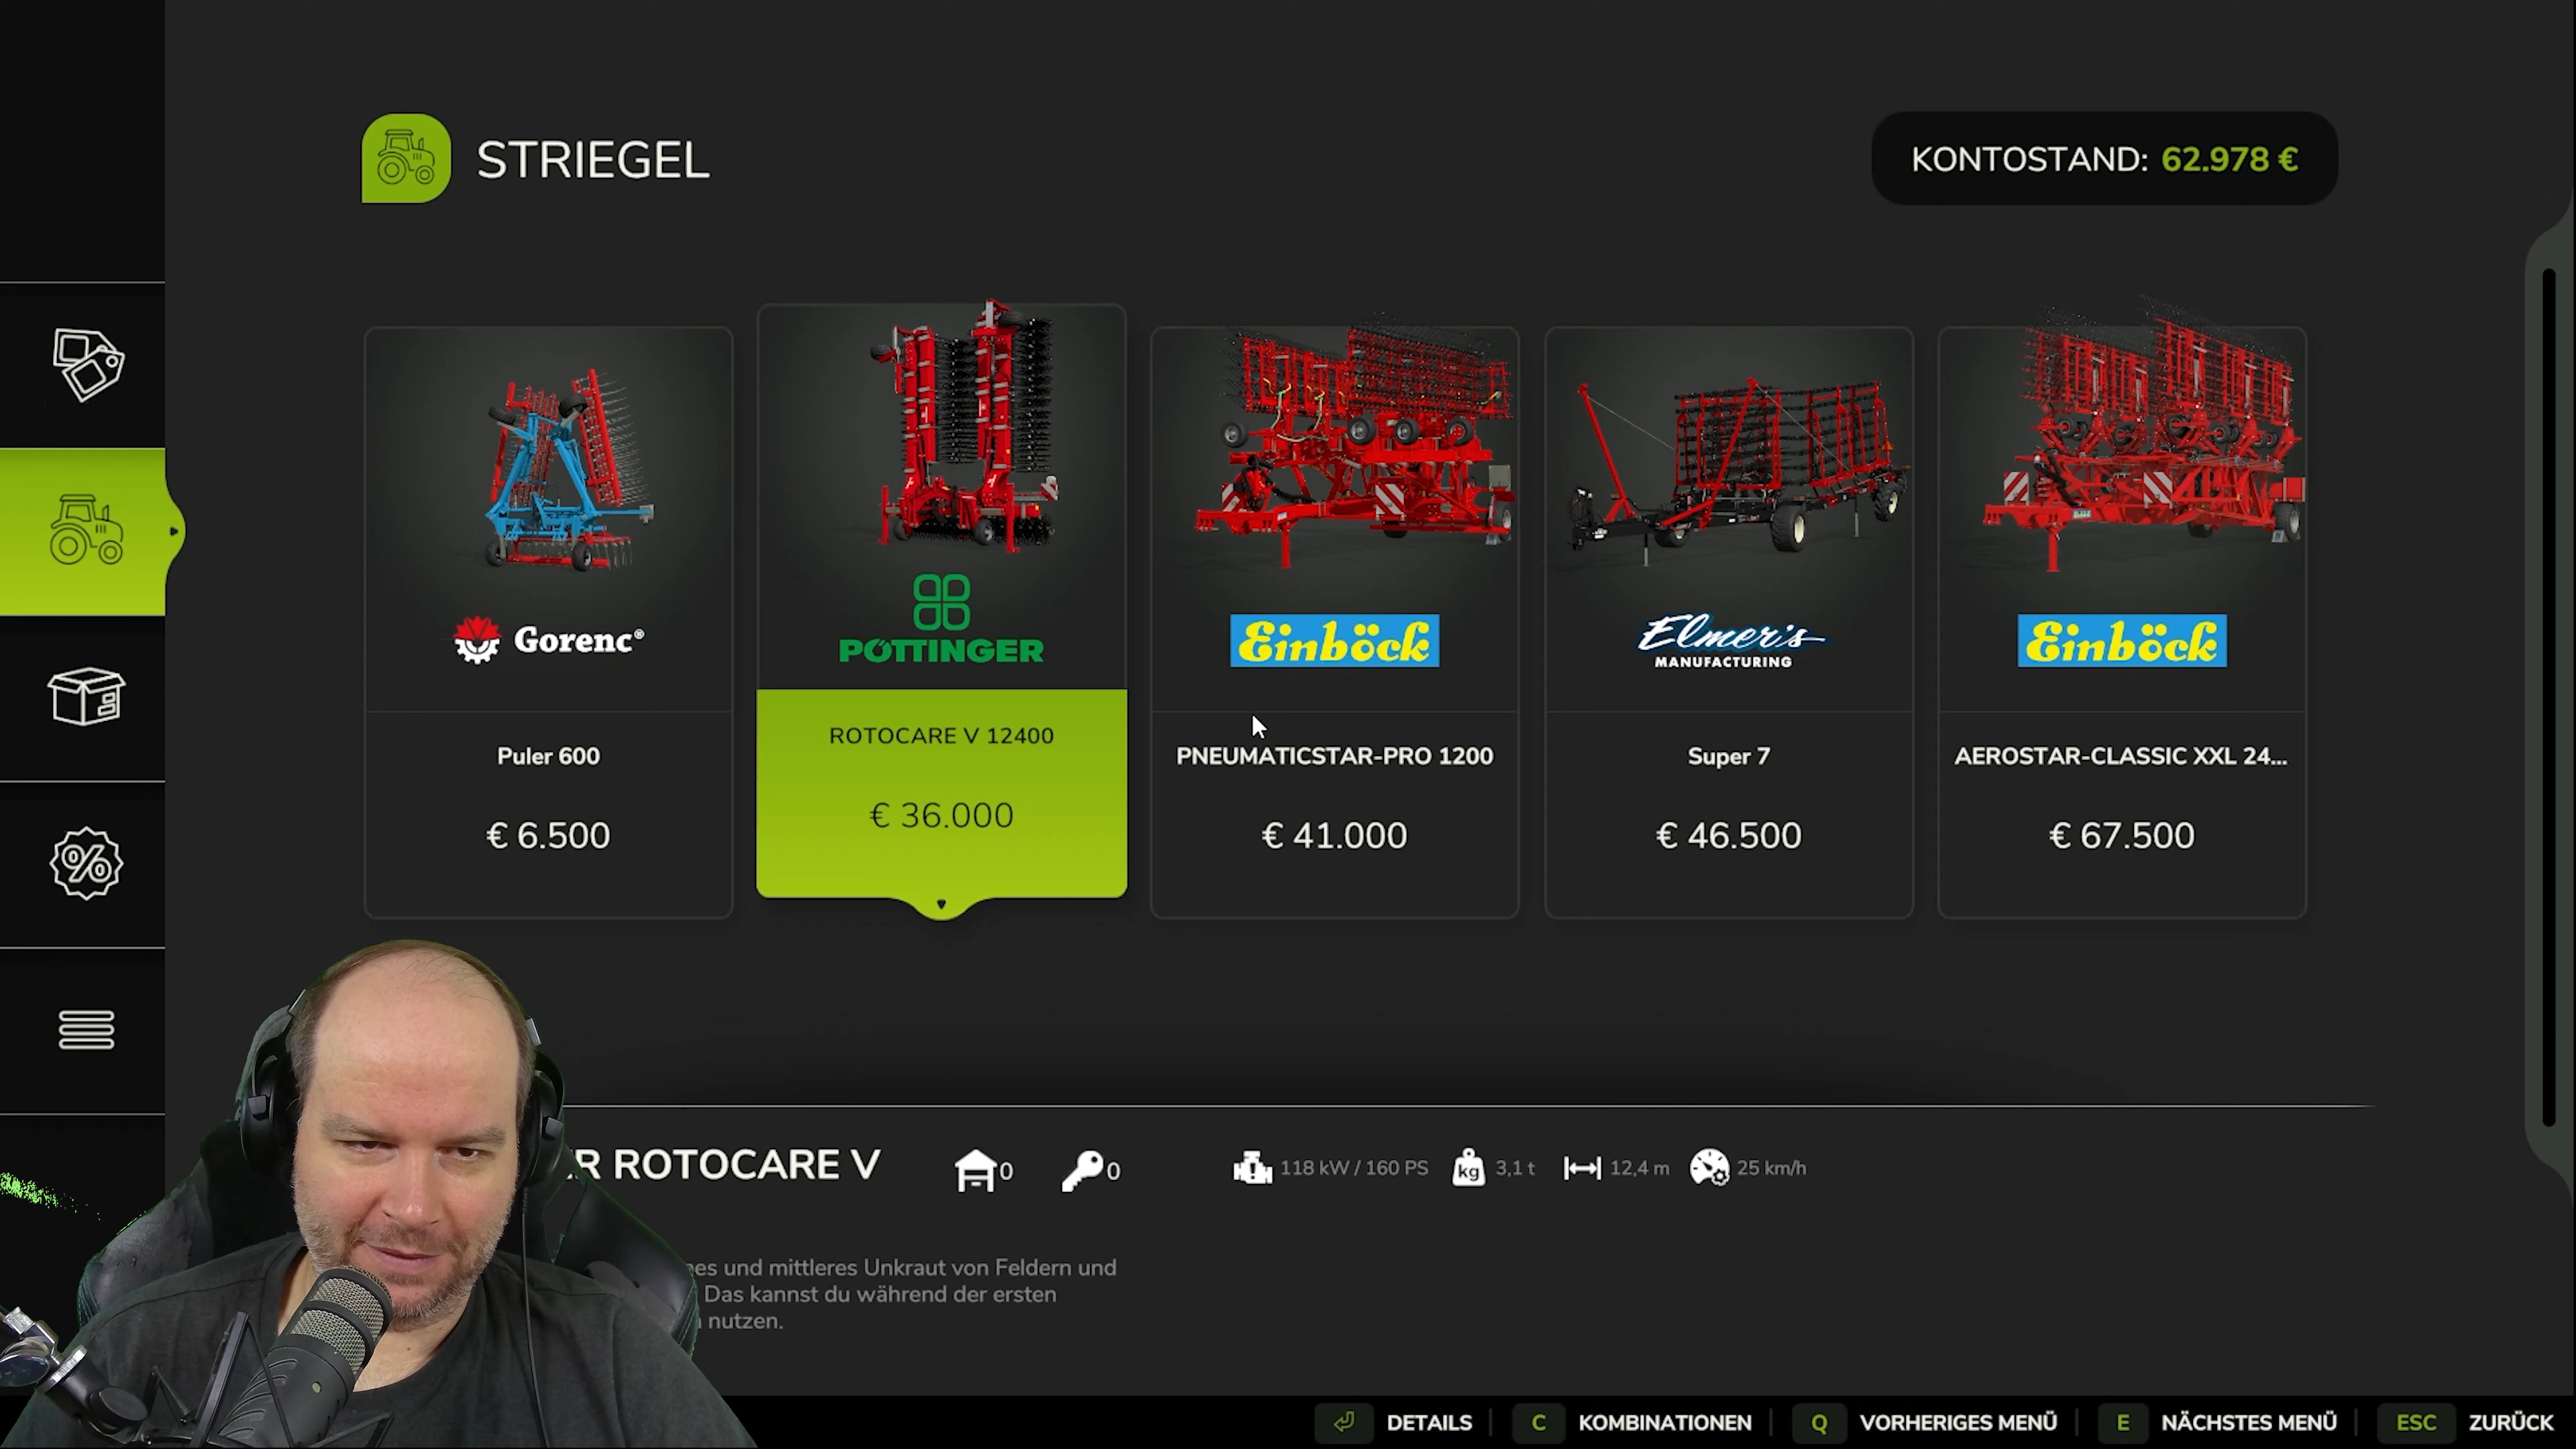 STRIEGEL
KONTOSTAND: 62.978 €
Gorenc®
PÖTTINGER
Einböck
Elmer's
MANUFACTURING
Einböck
Puler 600
ROTOCARE V 12400
PNEUMATICSTAR-PRO 1200
Super 7
AEROSTAR-CLASSIC XXL 24...
€ 6.500
€ 36.000
€ 41.000
€ 46.500
€ 67.500
R ROTOCARE V
0
0
118 kW / 160 PS
kg 3,1 t
12,4 m
25 km/h
nes und mittleres Unkraut von Feldern und
Das kannst du während der ersten
nutzen.
DETAILS
C KOMBINATIONEN
Q VORHERIGES MENÜ
E NÄCHSTES MENÜ
ESC ZURÜCK